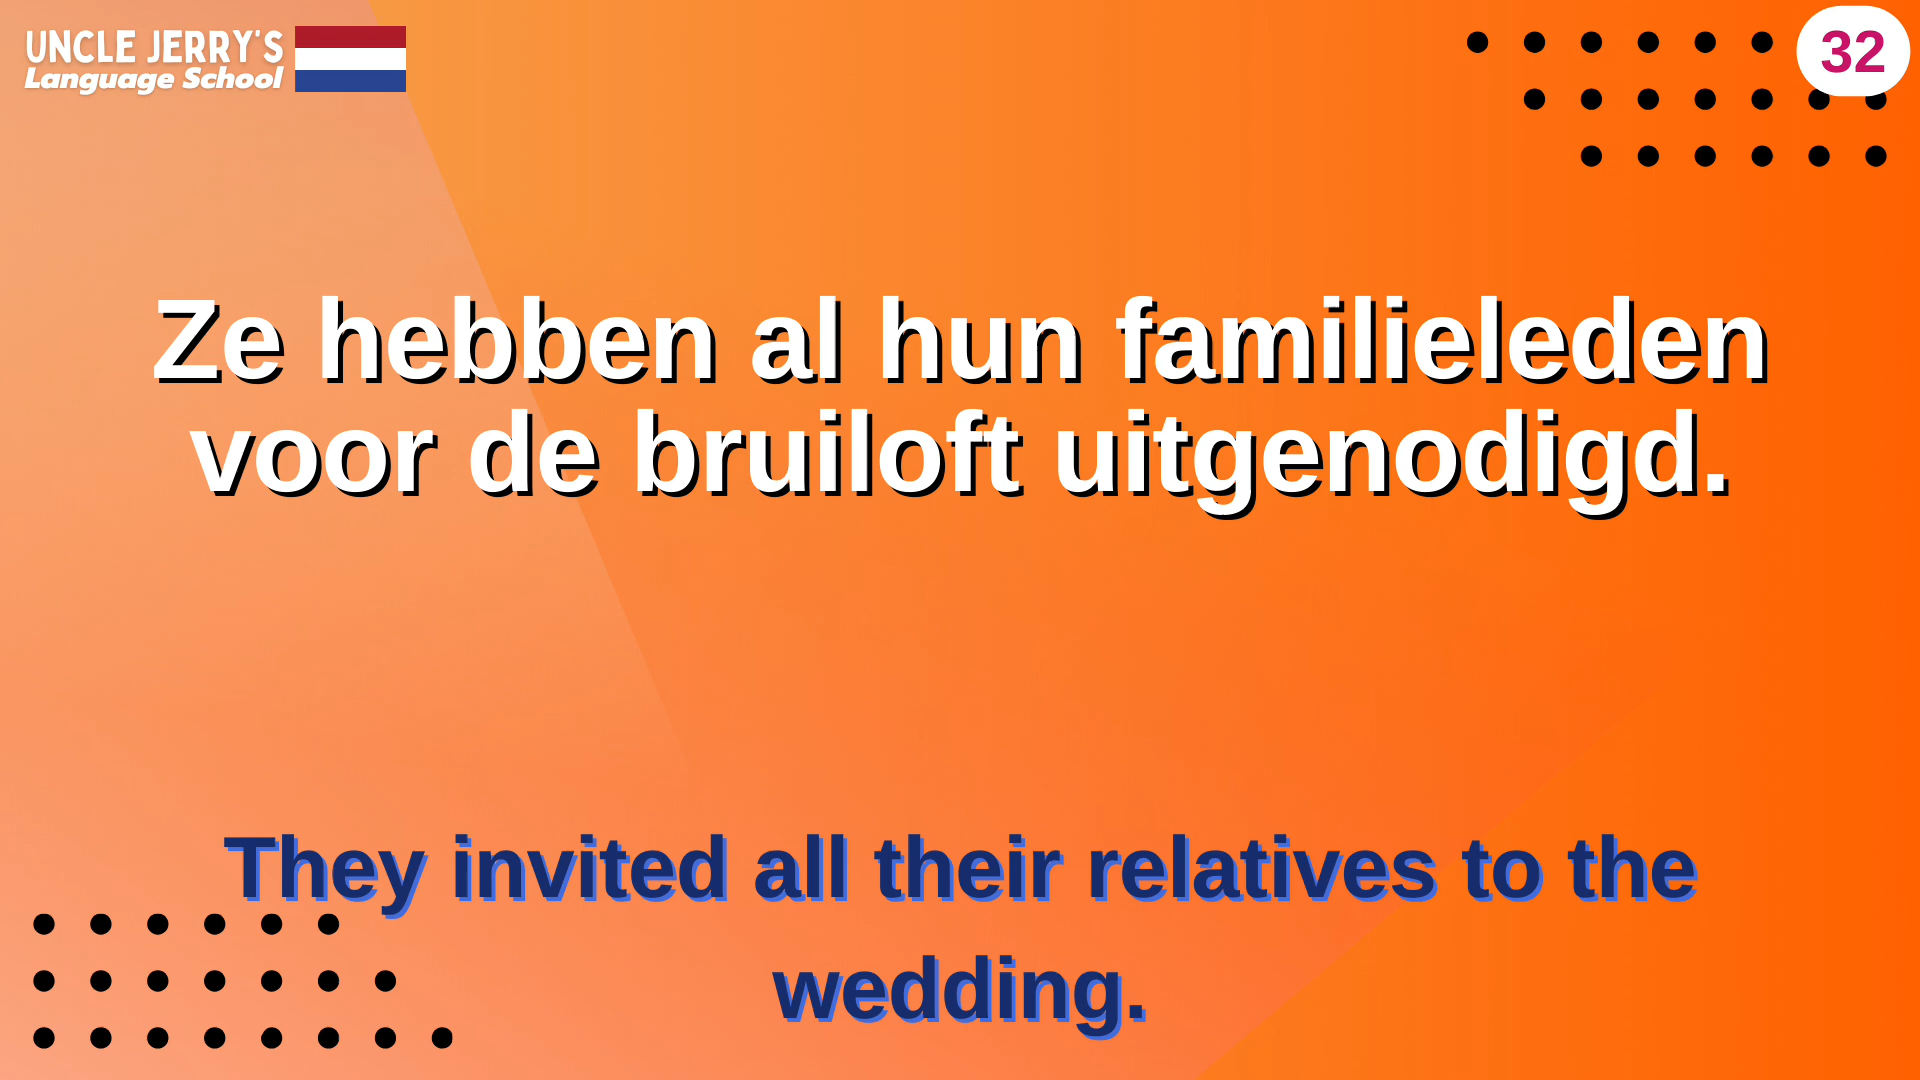 UNCLE JERRY'S
Language School
32
Ze hebben al hun familieleden
voor de bruiloft uitgenodigd.
They invited all their relatives to the
wedding.